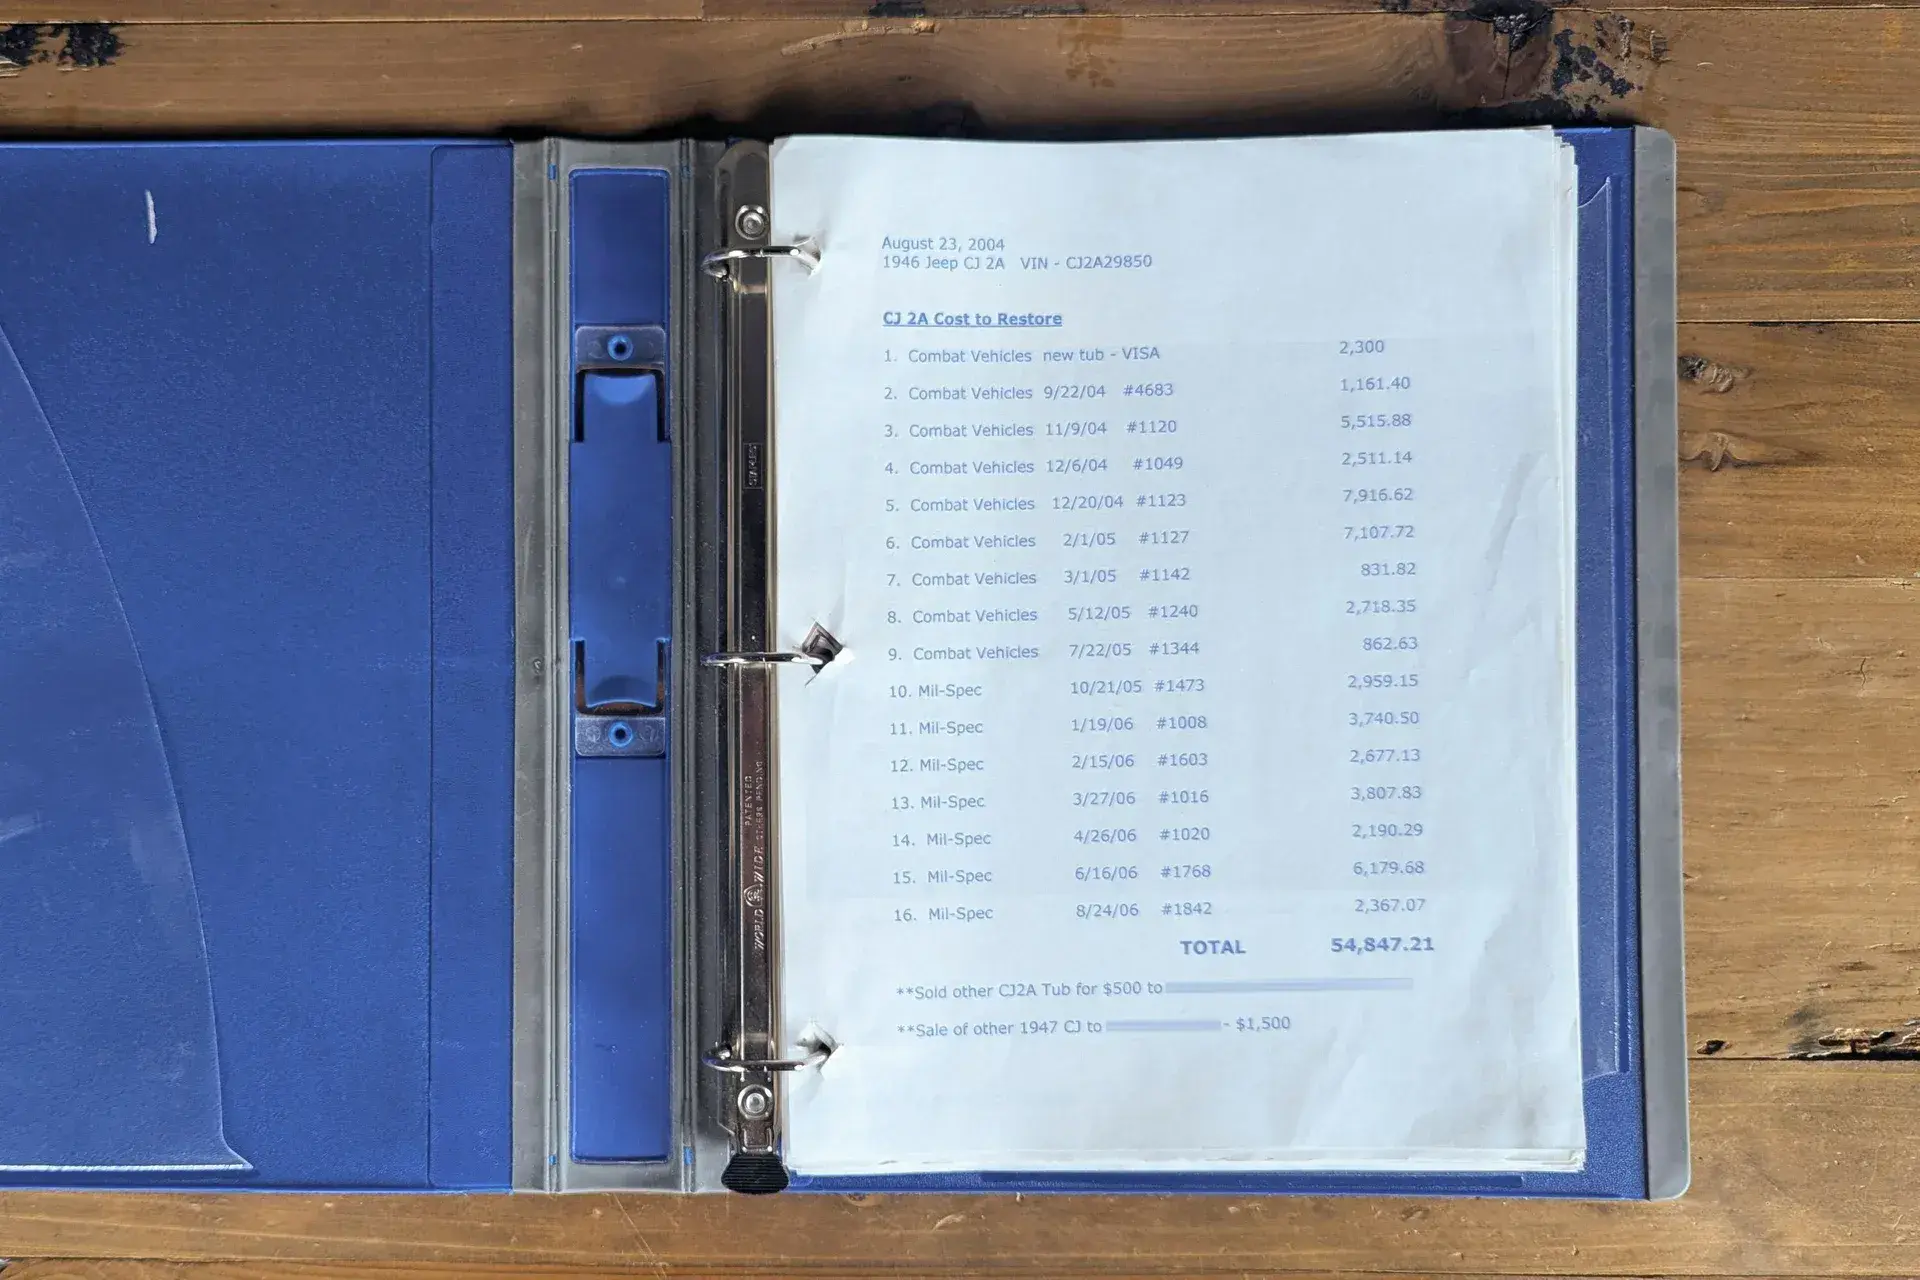 August 23, 2004
1946 Jeep CJ 2A VIN - CJ2A29850
CJ 2A Cost to Restore
1. Combat Vehicles new tub - VISA 2,300
2. Combat Vehicles 9/22/04 #4683 1,161.40
3. Combat Vehicles 11/9/04 #1120 5,515.88
4. Combat Vehicles 12/6/04 #1049 2,511.14
5. Combat Vehicles 12/20/04 #1123 7,916.62
6. Combat Vehicles 2/1/05 #1127 7,107.72
7. Combat Vehicles 3/1/05 #1142 831.82
8. Combat Vehicles 5/12/05 #1240 2,718.35
9. Combat Vehicles 7/22/05 #1344 862.63
10. Mil-Spec 10/21/05 #1473 2,959.15
11. Mil-Spec 1/19/06 #1008 3,740.50
12. Mil-Spec 2/15/06 #1603 2,677.13
13. Mil-Spec 3/27/06 #1016 3,807.83
14. Mil-Spec 4/26/06 #1020 2,190.29
15. Mil-Spec 6/16/06 #1768 6,179.68
16. Mil-Spec 8/24/06 #1842 2,367.07
TOTAL 54,847.21
**Sold other CJ2A Tub for $500 to
**Sale of other 1947 CJ to - $1,500
PATENTED
OTHERS PENDING
WORLD WIDE